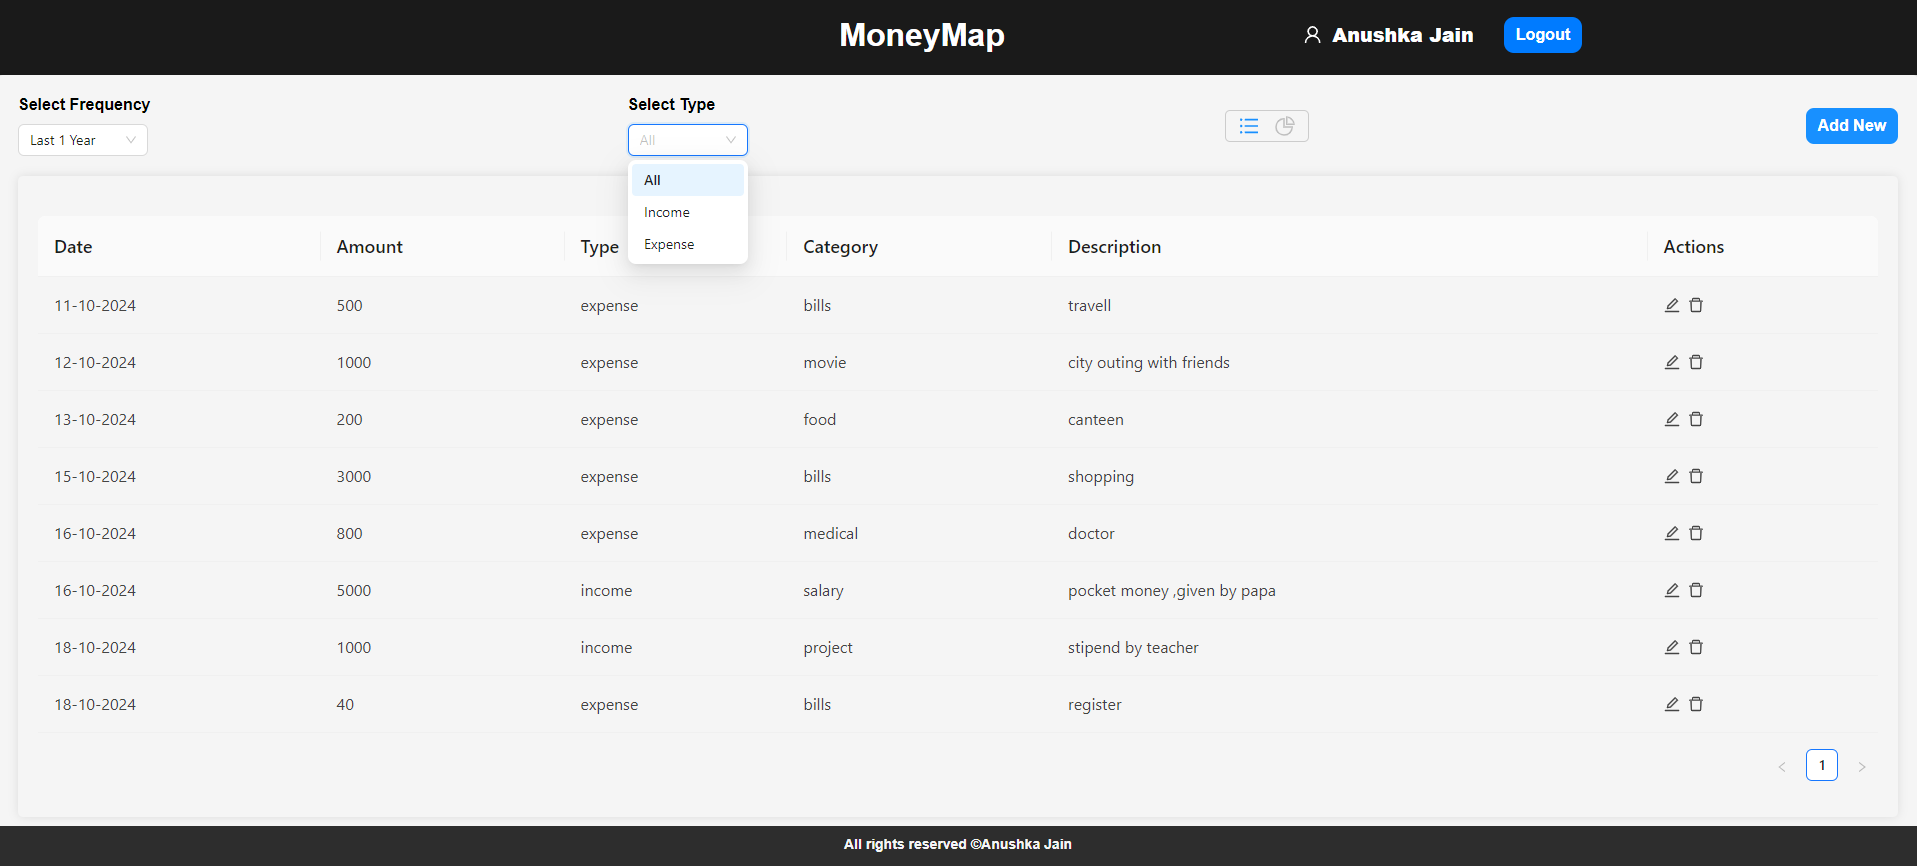 MoneyMap
Anushka Jain
Logout
Select Frequency
Select Type
Last 1 Year
All
Add New
All
Income
Expense
Date Amount Type Category Description Actions
11-10-2024 500 expense bills travell
12-10-2024 1000 expense movie city outing with friends
13-10-2024 200 expense food canteen
15-10-2024 3000 expense bills shopping
16-10-2024 800 expense medical doctor
16-10-2024 5000 income salary pocket money ,given by papa
18-10-2024 1000 income project stipend by teacher
18-10-2024 40 expense bills register
< 1 >
All rights reserved ©Anushka Jain